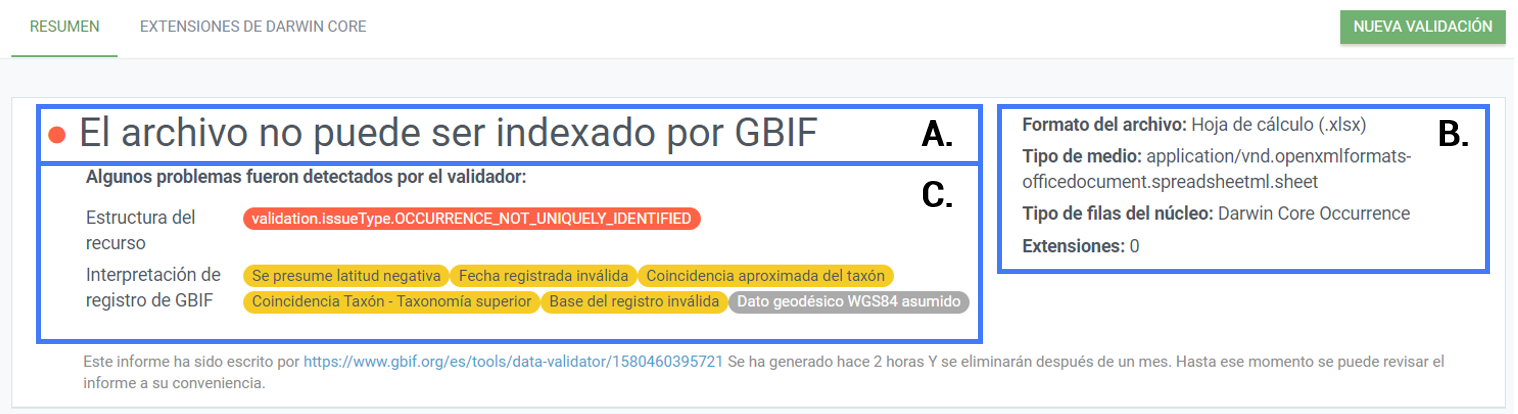 RESUMEN EXTENSIONES DE DARWIN CORE NUEVA VALIDACIÓN
El archivo no puede ser indexado por GBIF A.
Algunos problemas fueron detectados por el validador: C.
Estructura del
recurso
validation.issueType.OCCURRENCE_NOT_UNIQUELY_IDENTIFIED
Interpretación de
registro de GBIF
Se presume latitud negativa Fecha registrada inválida Coincidencia aproximada del taxón
Coincidencia Taxón - Taxonomía superior Base del registro inválida Dato geodésico WGS84 asumido
Formato del archivo: Hoja de cálculo (.xlsx) B.
Tipo de medio: application/vnd.openxmlformats-
officedocument.spreadsheetml.sheet
Tipo de filas del núcleo: Darwin Core Occurrence
Extensiones: 0
Este informe ha sido escrito por https://www.gbif.org/es/tools/data-validator/1580460395721 Se ha generado hace 2 horas Y se eliminarán después de un mes. Hasta ese momento se puede revisar el
informe a su conveniencia.